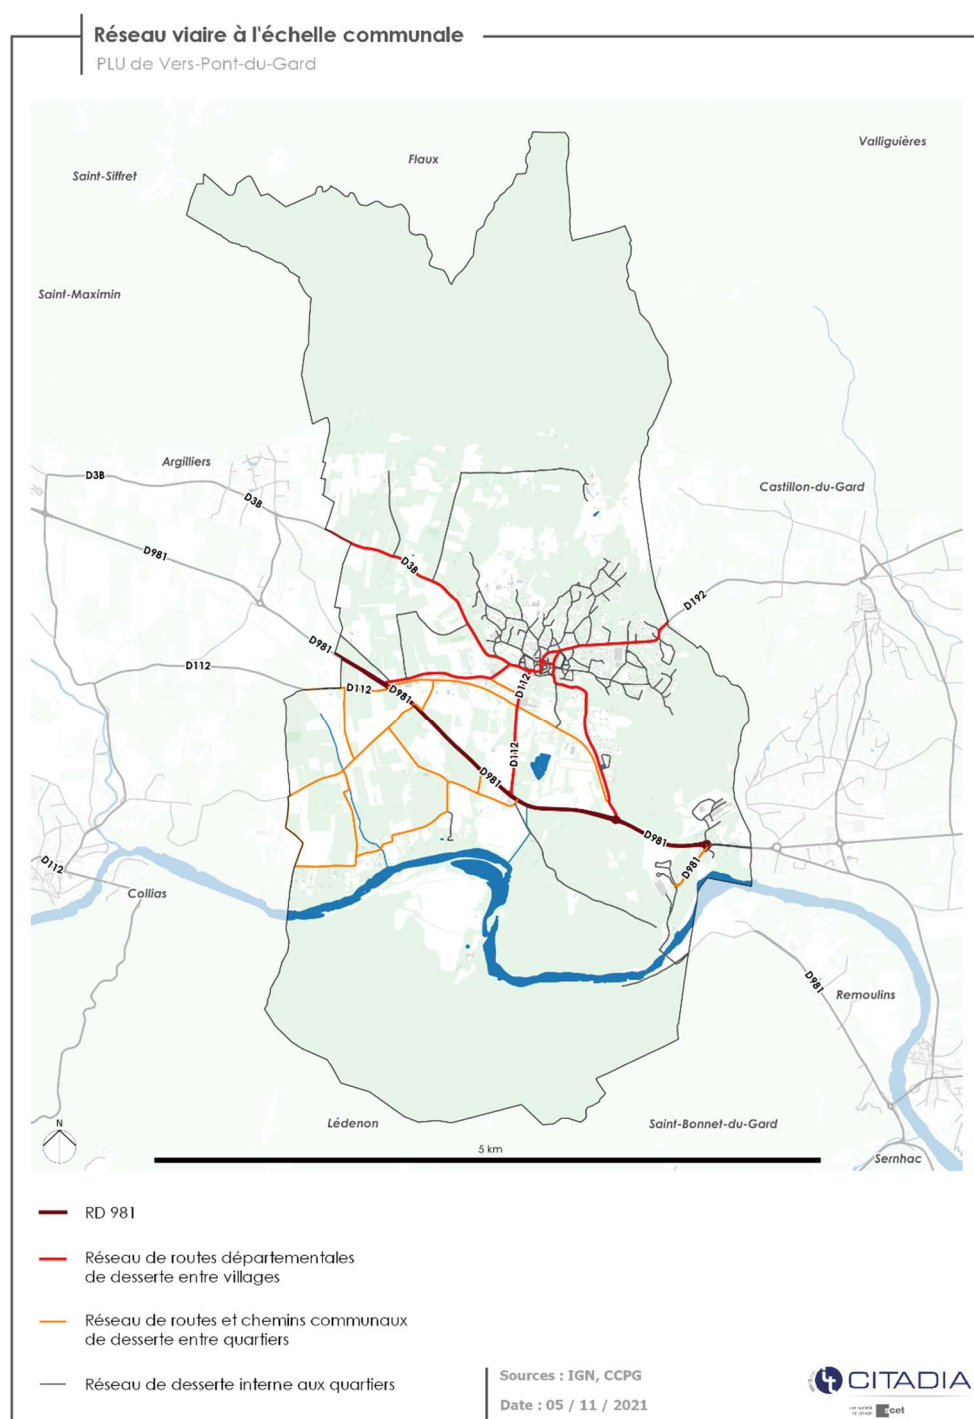 Réseau viaire à l'échelle communale
PLU de Vers-Pont-du-Gard
Valliguières
Flaux
Saint-Siffret
Saint-Maximin
Argilliers
D3B
Castillon-du-Gard
D3B
D981
D3B
D192
D981
D112
D112
D981
D112
D112
D981
D981
D112
D981
Collias
D981
Remoulins
Lédenon
Saint-Bonnet-du-Gard
N
5 km
Sernhac
RD 981
Réseau de routes départementales
de desserte entre villages
Réseau de routes et chemins communaux
de desserte entre quartiers
Réseau de desserte interne aux quartiers
Sources : IGN, CCPG
Date : 05 / 11 / 2021
CITADIA
scet